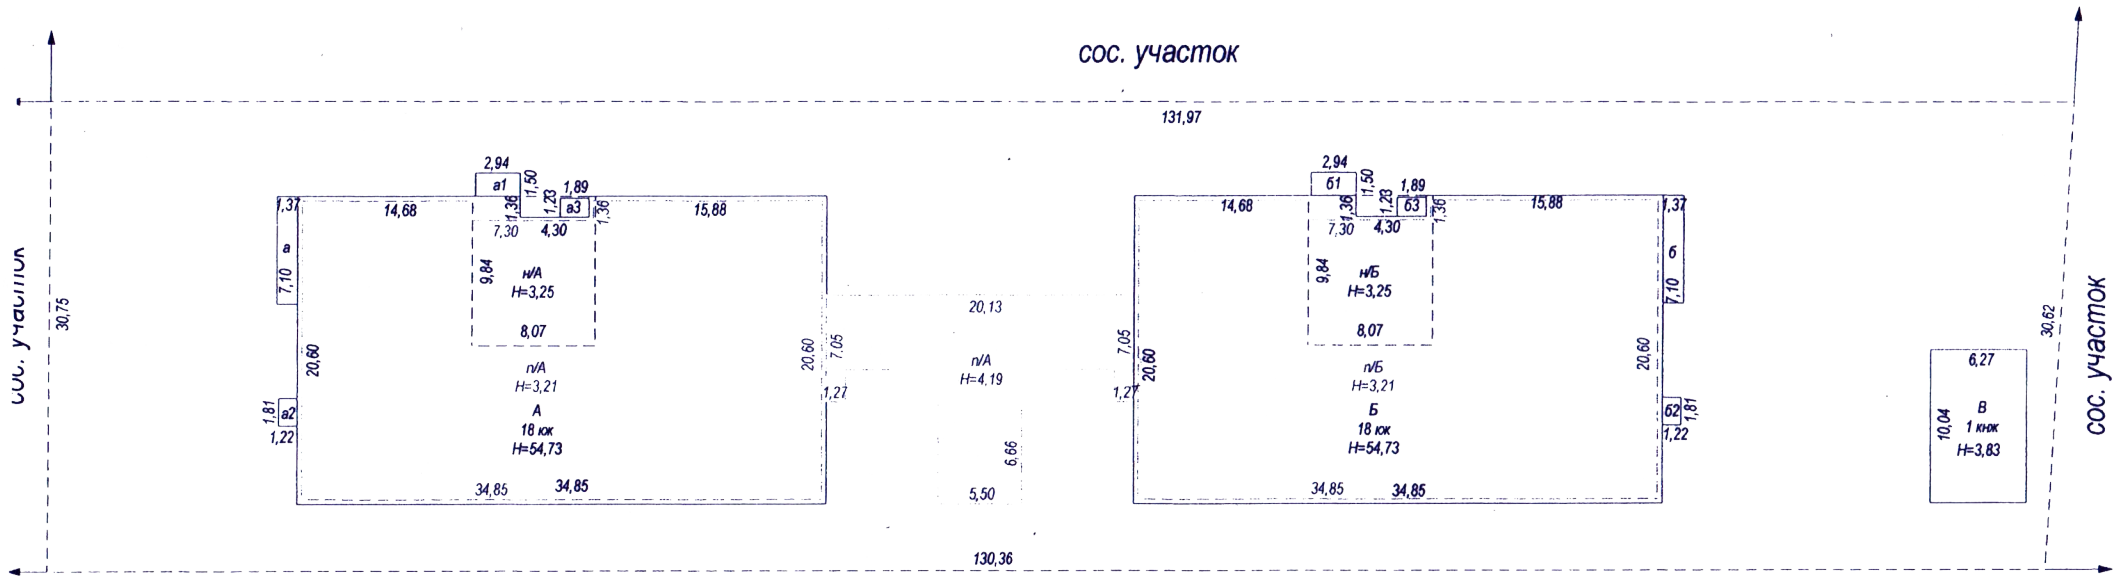 сос. участок
131,97
сос. участок
30,75
2,94
а1
1,50
1,37
14,68
1,36
1,23
1,89
а3
1,36
15,88
7,30
4,30
а
7,10
9,84
н/А
H=3,25
8,07
20,60
п/А
H=3,21
А
18 кж
H=54,73
1,81
а2
1,22
34,85
34,85
20,60
7,05
1,27
20,13
п/А
H=4,19
6,66
5,50
7,05
1,27
20,60
2,94
б1
1,50
14,68
1,36
1,23
1,89
б3
1,36
15,88
1,37
7,30
4,30
б
7,10
9,84
н/Б
H=3,25
8,07
п/Б
H=3,21
Б
18 кж
H=54,73
20,60
б2
1,81
1,22
34,85
34,85
6,27
10,04
В
1 кнж
H=3,83
30,62
сос. участок
130,36